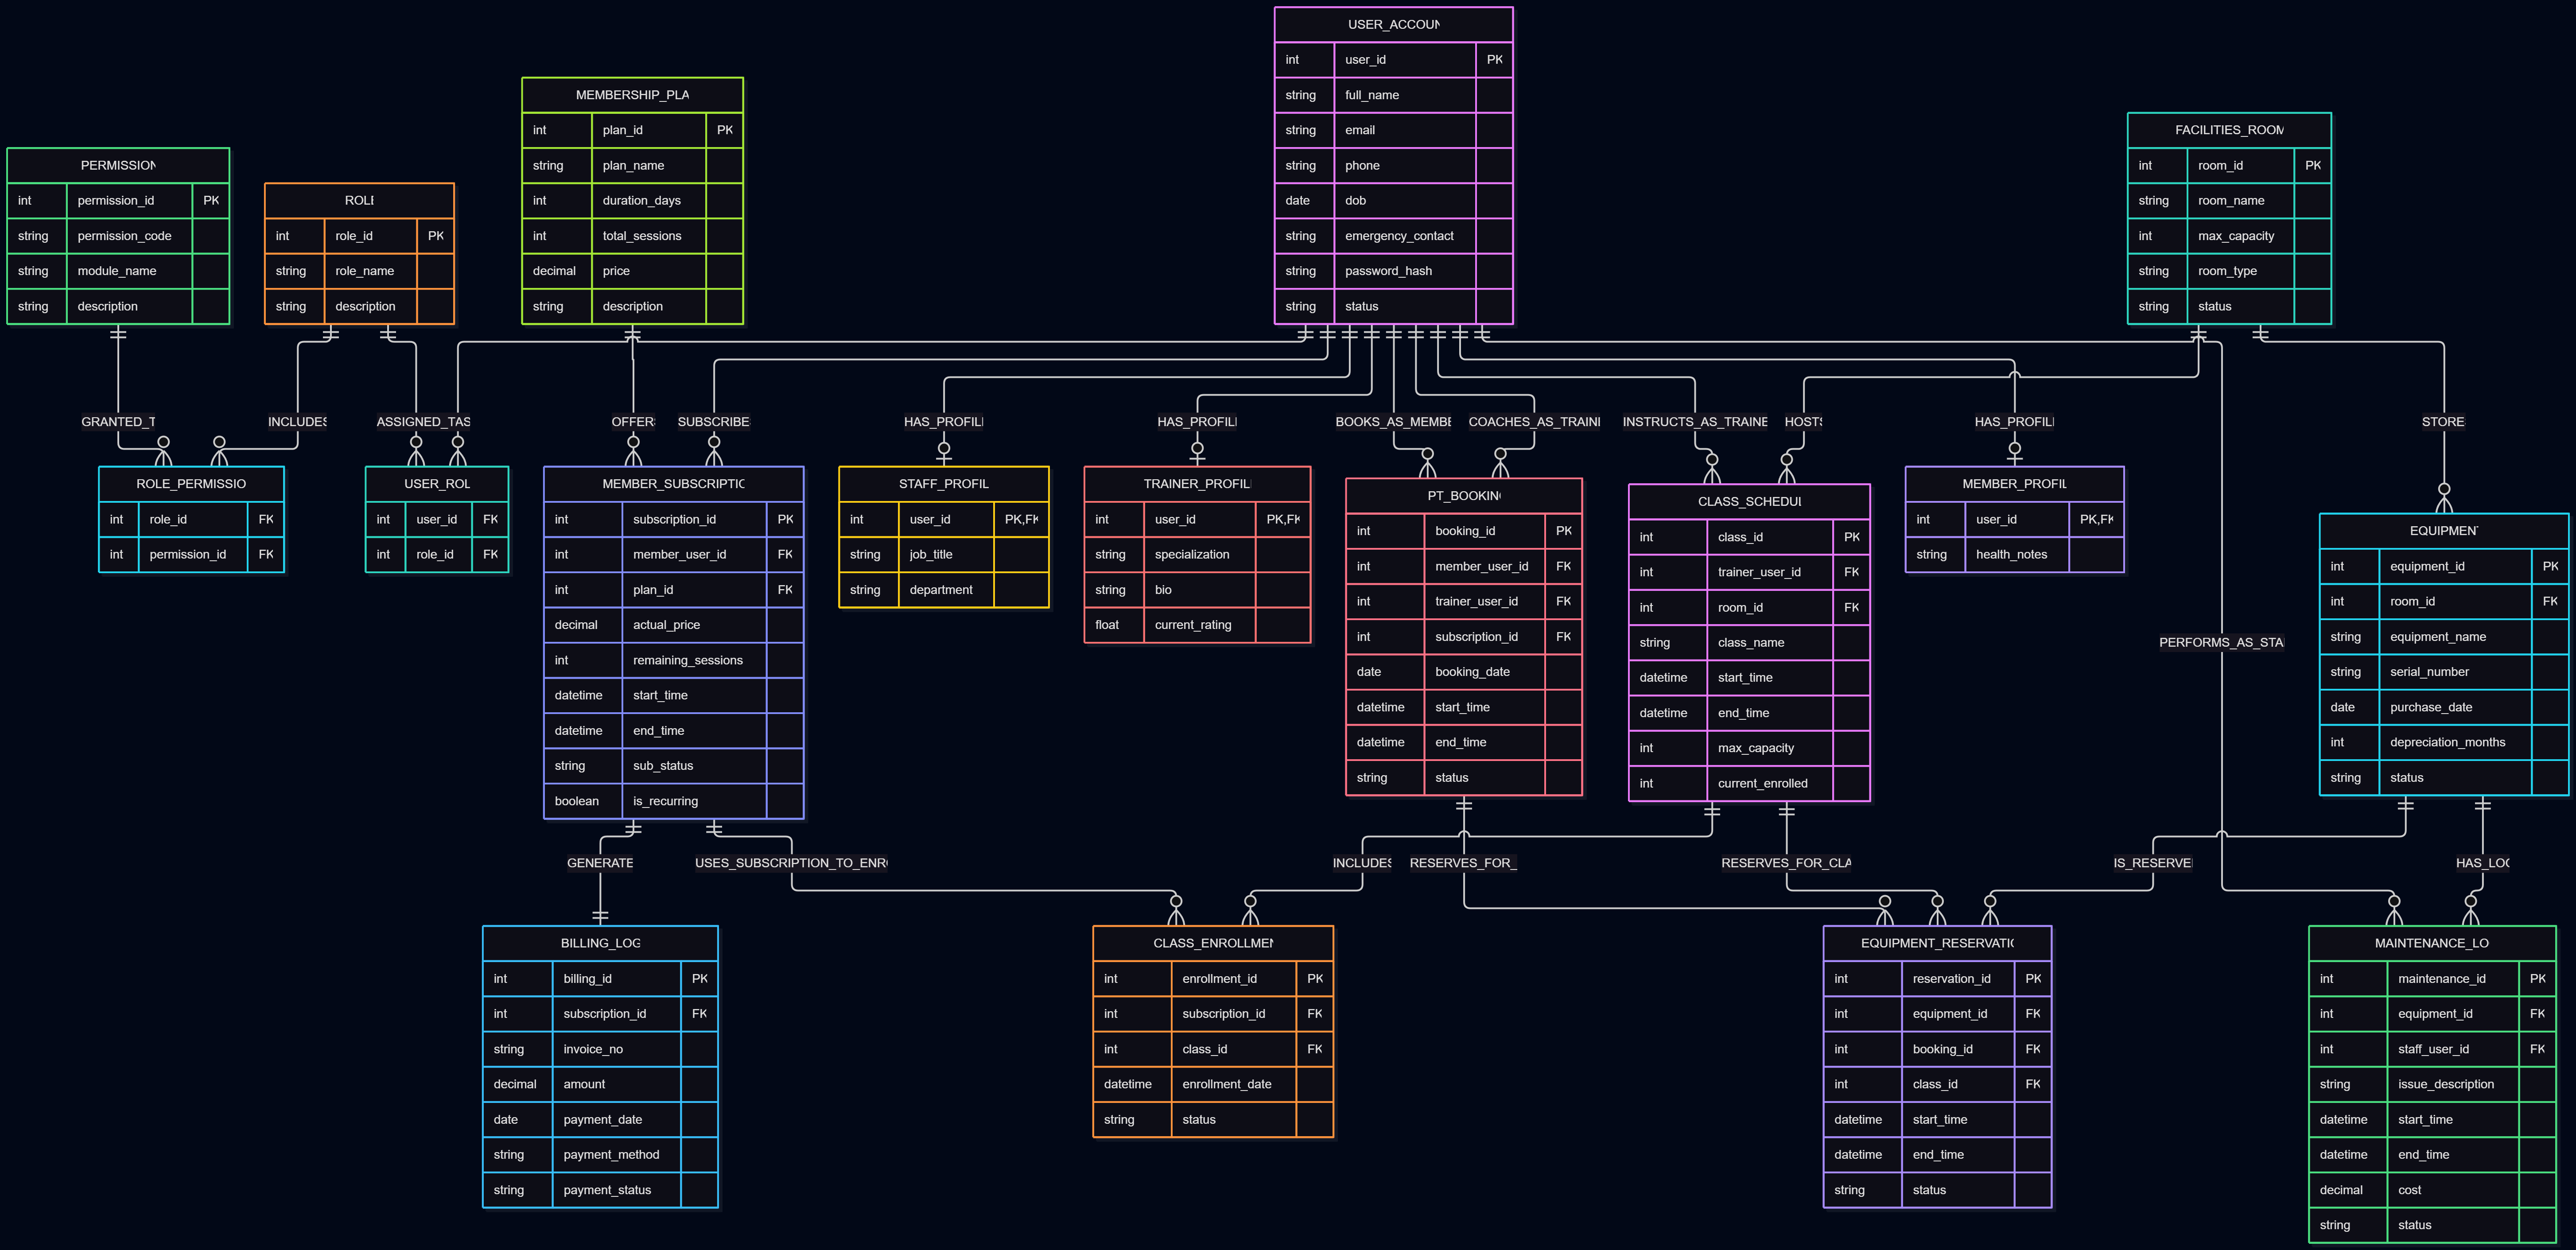 USER_ACCOUN
int user_id PK
string full_name
string email
string phone
date dob
string emergency_contact
string password_hash
string status
MEMBERSHIP_PLA
int plan_id PK
string plan_name
int duration_days
int total_sessions
decimal price
string description
FACILITIES_ROOM
int room_id PK
string room_name
int max_capacity
string room_type
string status
PERMISSION
int permission_id PK
string permission_code
string module_name
string description
ROLE
int role_id PK
string role_name
string description
GRANTED_T
INCLUDES
ASSIGNED_TAS
OFFER
SUBSCRIBE
HAS_PROFIL
HAS_PROFIL
BOOKS_AS_MEMBE
COACHES_AS_TRAIN
INSTRUCTS_AS_TRAINE
HOSTS
HAS_PROFIL
STORE
ROLE_PERMISSIO
int role_id FK
int permission_id FK
USER_ROL
int user_id FK
int role_id FK
MEMBER_SUBSCRIPTIO
int subscription_id PK
int member_user_id FK
int plan_id FK
decimal actual_price
int remaining_sessions
datetime start_time
datetime end_time
string sub_status
boolean is_recurring
STAFF_PROFIL
int user_id PK,FK
string job_title
string department
TRAINER_PROFIL
int user_id PK,FK
string specialization
string bio
float current_rating
PT_BOOKIN
int booking_id PK
int member_user_id FK
int trainer_user_id FK
int subscription_id FK
date booking_date
datetime start_time
datetime end_time
string status
CLASS_SCHEDUL
int class_id PK
int trainer_user_id FK
int room_id FK
string class_name
datetime start_time
datetime end_time
int max_capacity
int current_enrolled
MEMBER_PROFIL
int user_id PK,FK
string health_notes
EQUIPMENT
int equipment_id PK
int room_id FK
string equipment_name
string serial_number
date purchase_date
int depreciation_months
string status
PERFORMS_AS_STA
GENERATE
USES_SUBSCRIPTION_TO_ENR
INCLUDES
RESERVES_FOR_
RESERVES_FOR_CLA
IS_RESERVE
HAS_LOG
BILLING_LOG
int billing_id PK
int subscription_id FK
string invoice_no
decimal amount
date payment_date
string payment_method
string payment_status
CLASS_ENROLLMEN
int enrollment_id PK
int subscription_id FK
int class_id FK
datetime enrollment_date
string status
EQUIPMENT_RESERVATIO
int reservation_id PK
int equipment_id FK
int booking_id FK
int class_id FK
datetime start_time
datetime end_time
string status
MAINTENANCE_LO
int maintenance_id PK
int equipment_id FK
int staff_user_id FK
string issue_description
datetime start_time
datetime end_time
decimal cost
string status